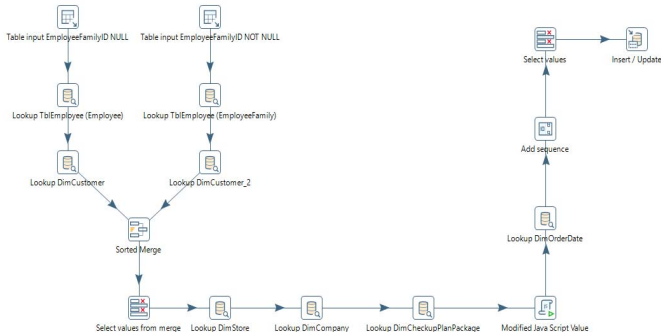 Table input EmployeeFamilyID NULL
Table input EmployeeFamilyID NOT NULL
Select values
Insert / Update
Lookup TblEmployee (Employee)
Lookup TblEmployee (EmployeeFamily)
Add sequence
Lookup DimCustomer
Lookup DimCustomer_2
Lookup DimOrderDate
Sorted Merge
Select values from merge
Lookup DimStore
Lookup DimCompany
Lookup DimCheckupPlanPackage
Modified Java Script Value